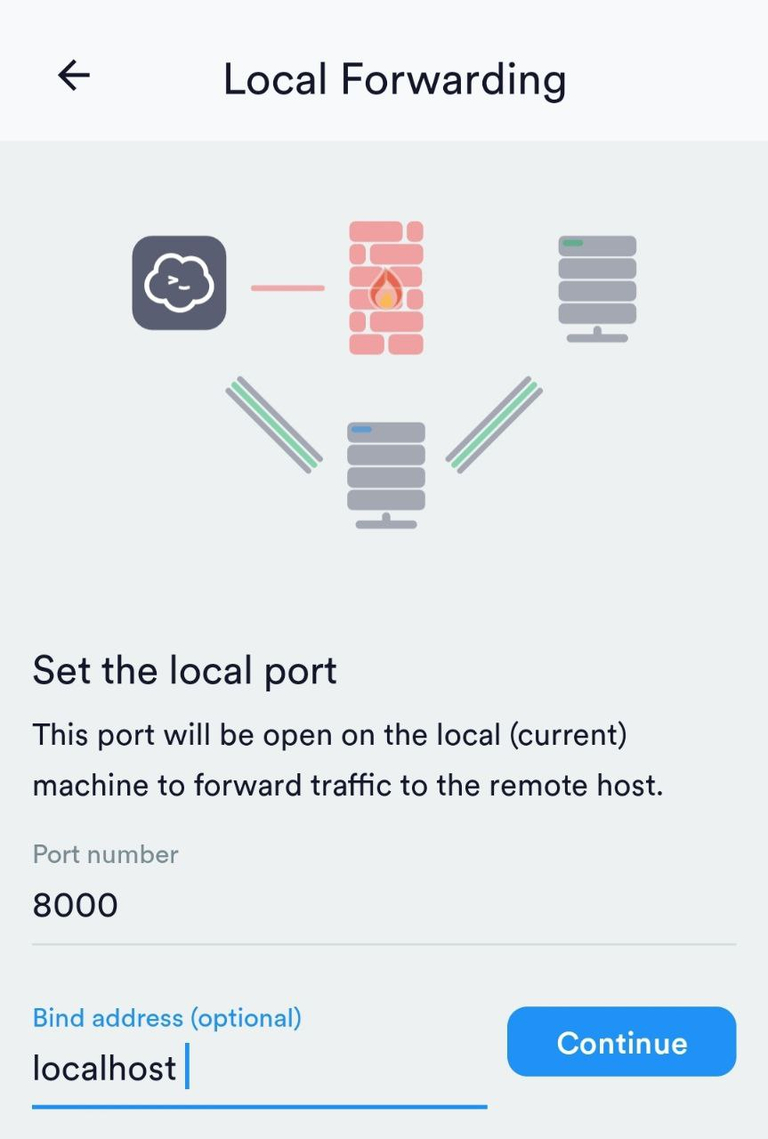 Local Forwarding
Set the local port
This port will be open on the local (current)
machine to forward traffic to the remote host.
Port number
8000
Bind address (optional)
localhost
Continue